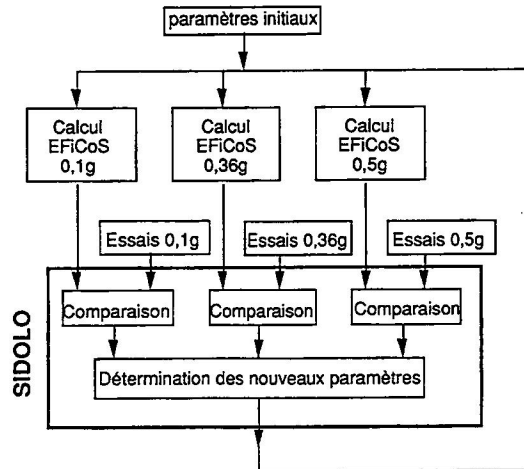 paramètres initiaux
Calcul
EFiCoS
0,1g
Calcul
EFiCoS
0,36g
Calcul
EFiCoS
0,5g
Essais 0,1g
Essais 0,36g
Essais 0,5g
SIDOLO
Comparaison
Comparaison
Comparaison
Détermination des nouveaux paramètres